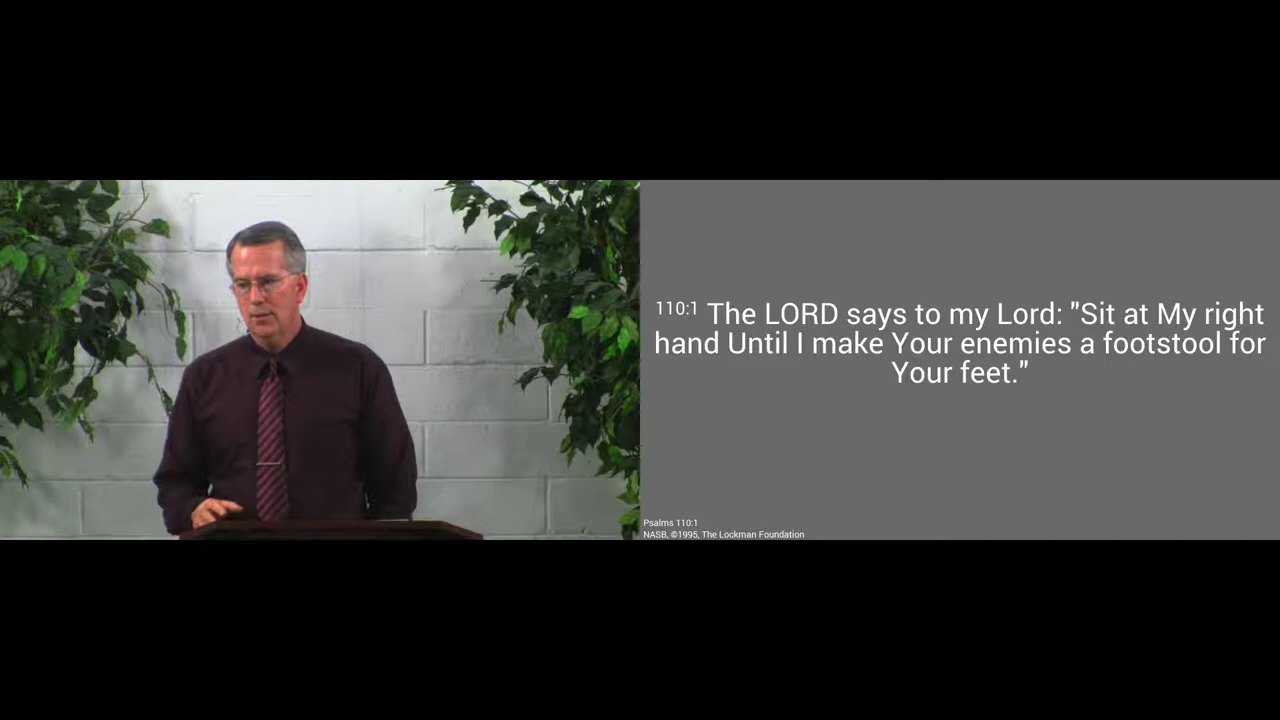 110:1 The LORD says to my Lord: "Sit at My right
hand Until I make Your enemies a footstool for
Your feet."
Psalms 110:1
NASB, ©1995, The Lockman Foundation